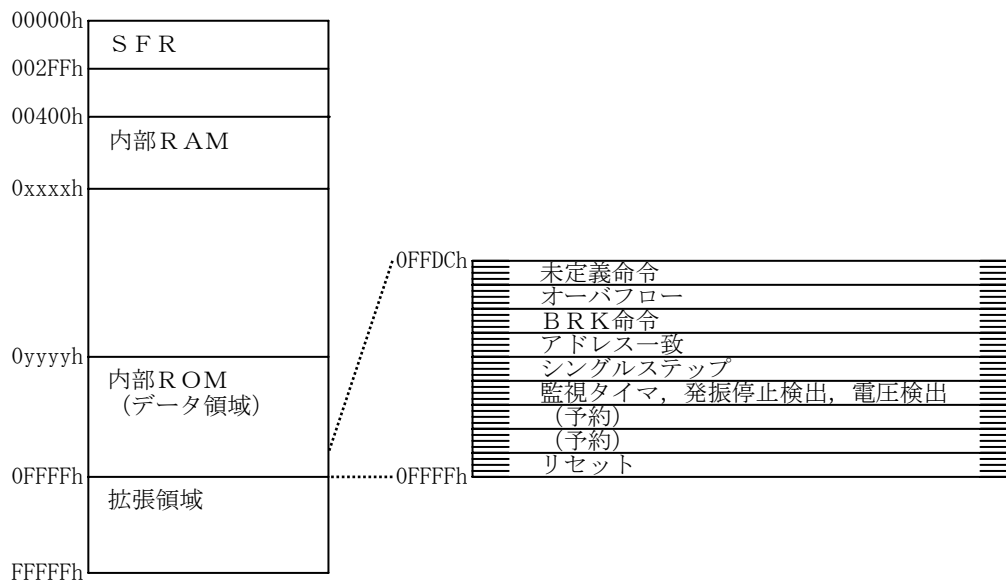 00000h
ＳＦＲ
002FFh
00400h
内部ＲＡＭ
0xxxxh
0yyyyh
内部ＲＯＭ
（データ領域）
0FFFFh
拡張領域
FFFFFh
0FFDCh
未定義命令
オーバフロー
ＢＲＫ命令
アドレス一致
シングルステップ
監視タイマ，発振停止検出，電圧検出
（予約）
（予約）
リセット
0FFFFh